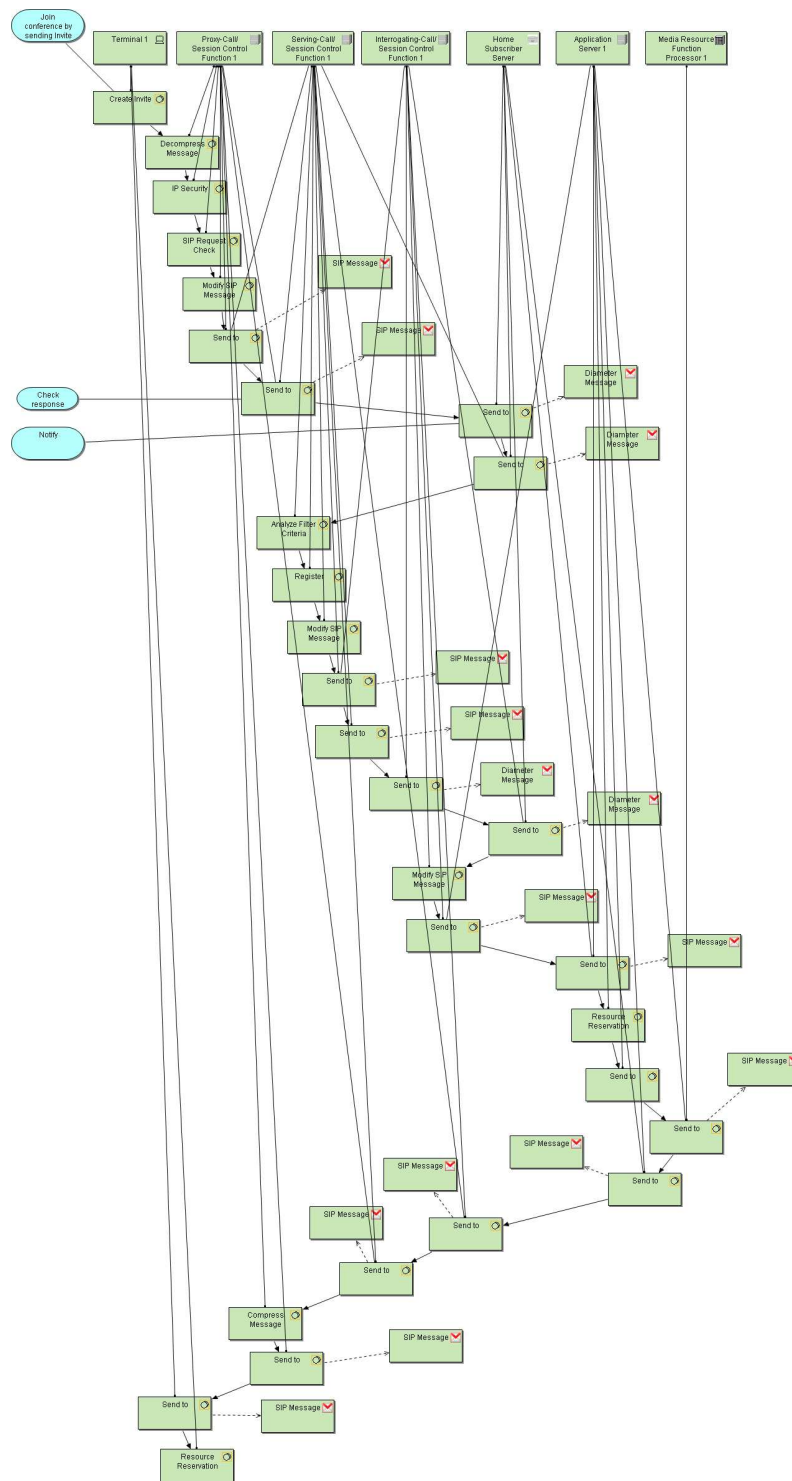 Join
conference by
sending Invite
Terminal 1
Proxy-Call/
Session Control
Function 1
Serving-Call/
Session Control
Function 1
Interrogating-Call/
Session Control
Function 1
Home
Subscriber
Server
Application
Server 1
Media Resource
Function
Processor 1
Create Invite
Decompress
Message
IP Security
SIP Request
Check
SIP Message
Modify SIP
Message
SIP Message
Send to
Send to
Check
response
Diameter
Message
Send to
Notify
Diameter
Message
Send to
Analyze Filter
Criteria
Register
Modify SIP
Message
SIP Message
Send to
SIP Message
Send to
Diameter
Message
Send to
Diameter
Message
Send to
Modify SIP
Message
SIP Message
Send to
SIP Message
Send to
Resource
Reservation
SIP Message
Send to
Send to
SIP Message
Send to
SIP Message
Send to
SIP Message
Send to
Compress
Message
SIP Message
Send to
Send to
SIP Message
Resource
Reservation